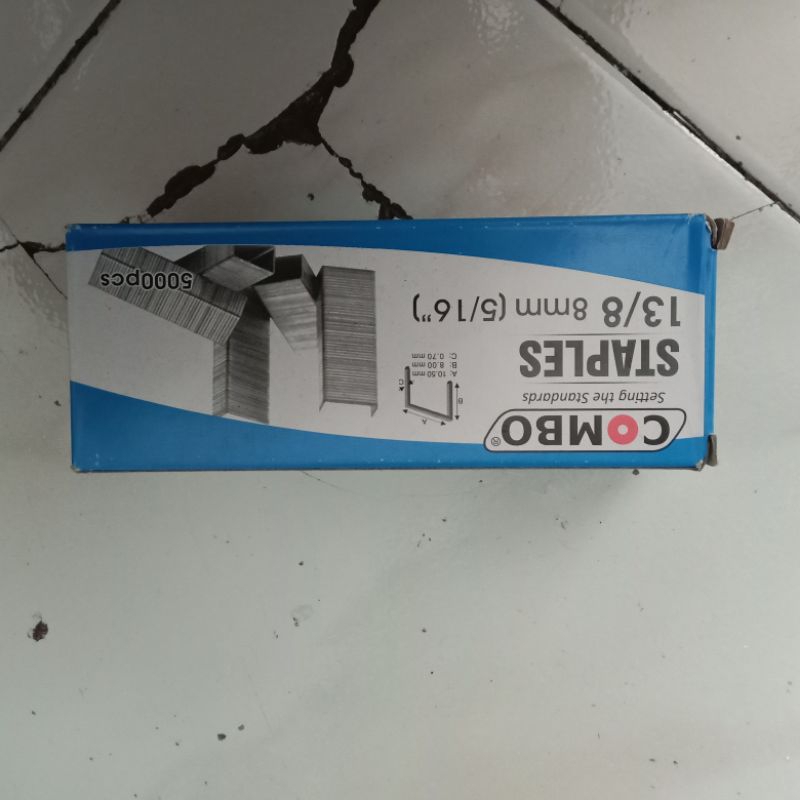 COMBO®
Setting the Standards
STAPLES
13/8 8mm (5/16")
A
B
C
A: 10.50 mm
B: 8.00 mm
C: 0.70 mm
5000pcs